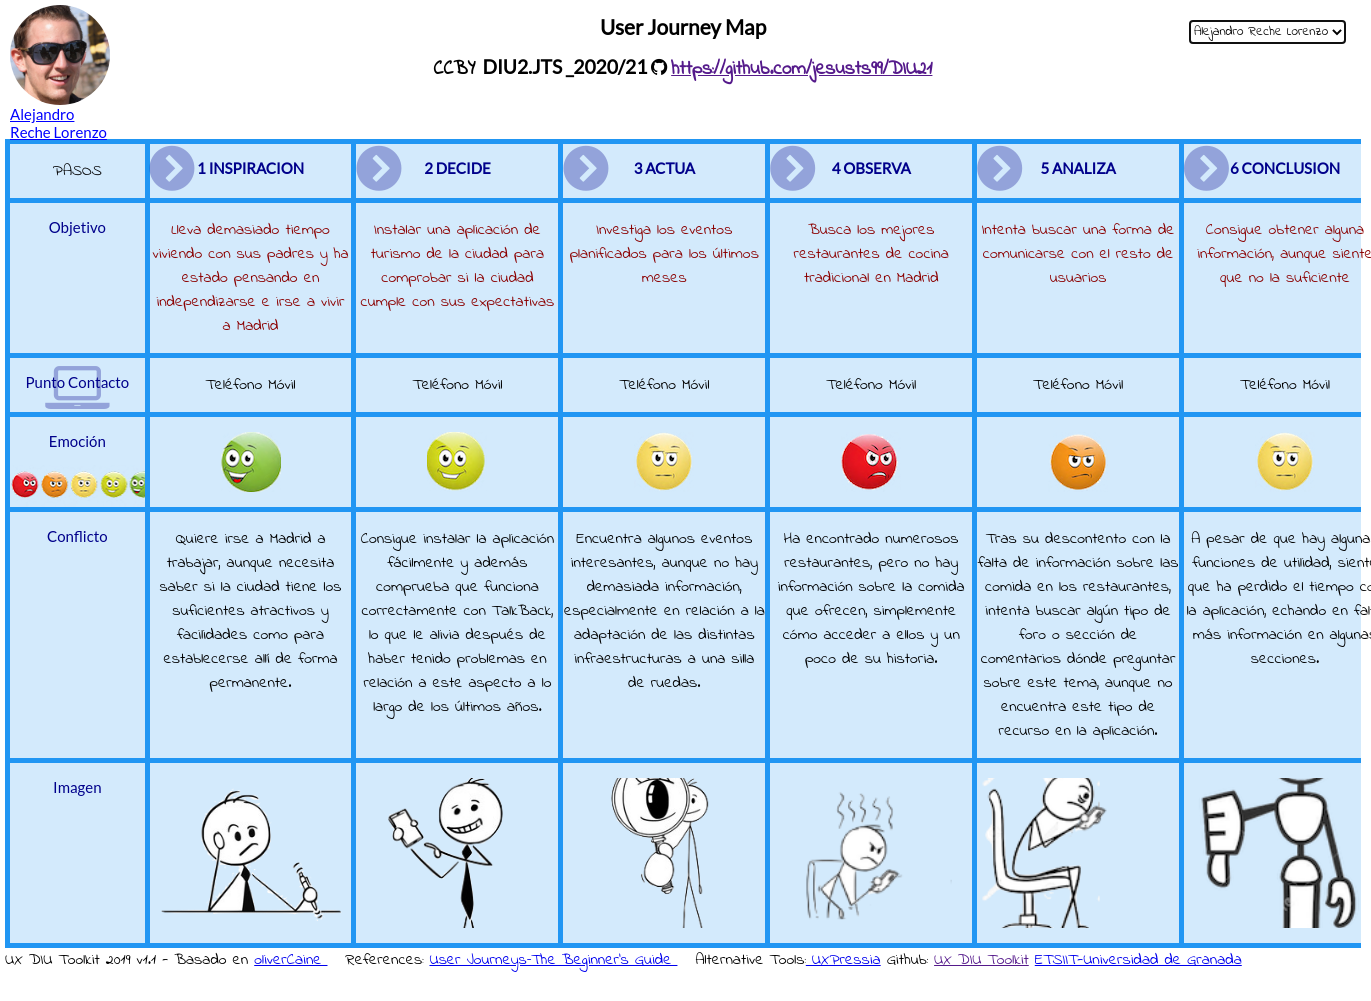 User Journey Map
Alejandro Reche Lorenzo
CCBY DIU2.JTS _2020/21 https://github.com/jesusts99/DIU21
Alejandro
Reche Lorenzo
PASOS
1 INSPIRACION
2 DECIDE
3 ACTUA
4 OBSERVA
5 ANALIZA
6 CONCLUSION
Objetivo
Lleva demasiado tiempo
viviendo con sus padres y ha
estado pensando en
independizarse e irse a vivir
a Madrid
Instalar una aplicación de
turismo de la ciudad para
comprobar si la ciudad
cumple con sus expectativas
Investiga los eventos
planificados para los últimos
meses
Busca los mejores
restaurantes de cocina
tradicional en Madrid
Intenta buscar una forma de
comunicarse con el resto de
usuarios
Consigue obtener alguna
información, aunque siente
que no la suficiente
Punto Contacto
Teléfono Móvil
Teléfono Móvil
Teléfono Móvil
Teléfono Móvil
Teléfono Móvil
Teléfono Móvil
Emoción
Conflicto
Quiere irse a Madrid a
trabajar, aunque necesita
saber si la ciudad tiene los
suficientes atractivos y
facilidades como para
establecerse allí de forma
permanente.
Consigue instalar la aplicación
fácilmente y además
comprueba que funciona
correctamente con TalkBack,
lo que le alivia después de
haber tenido problemas en
relación a este aspecto a lo
largo de los últimos años.
Encuentra algunos eventos
interesantes, aunque no hay
demasiada información,
especialmente en relación a la
adaptación de las distintas
infraestructuras a una silla
de ruedas.
Ha encontrado numerosos
restaurantes, pero no hay
información sobre la comida
que ofrecen, simplemente
cómo acceder a ellos y un
poco de su historia.
Tras su descontento con la
falta de información sobre las
comida en los restaurantes,
intenta buscar algún tipo de
foro o sección de
comentarios dónde preguntar
sobre este tema, aunque no
encuentra este tipo de
recurso en la aplicación.
A pesar de que hay alguna
funciones de utilidad,
que ha perdido el tiempo
la aplicación, echando en
más información en algunas
secciones.
Imagen
UX DIU Toolkit 2019 v1.1 - Basado en oliverCaine References: User Journeys-The Beginner's Guide Alternative Tools: UXPressia Github: UX DIU Toolkit ETSIIT-Universidad de Granada